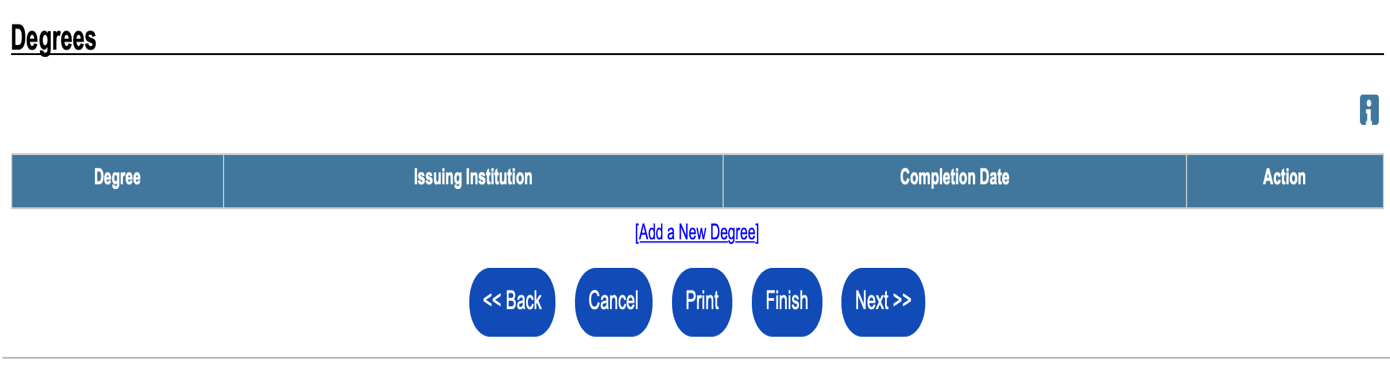 Degrees
i
Degree Issuing Institution Completion Date Action
[Add a New Degree]
<< Back Cancel Print Finish Next >>